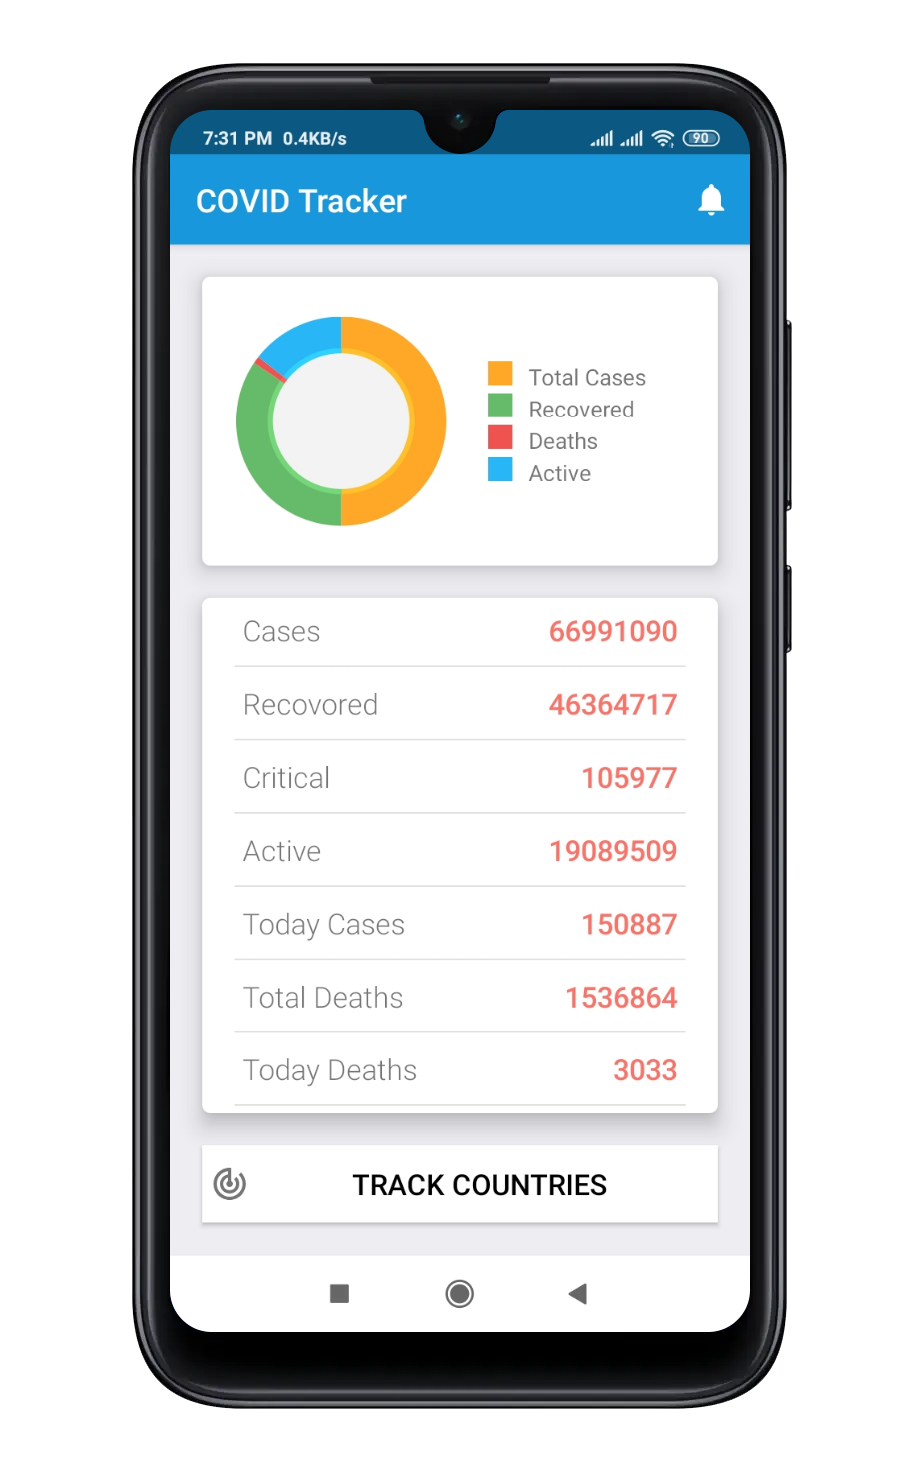 7:31 PM 0.4KB/s 90
COVID Tracker
Total Cases
Recovered
Deaths
Active
Cases 66991090
Recovored 46364717
Critical 105977
Active 19089509
Today Cases 150887
Total Deaths 1536864
Today Deaths 3033
TRACK COUNTRIES